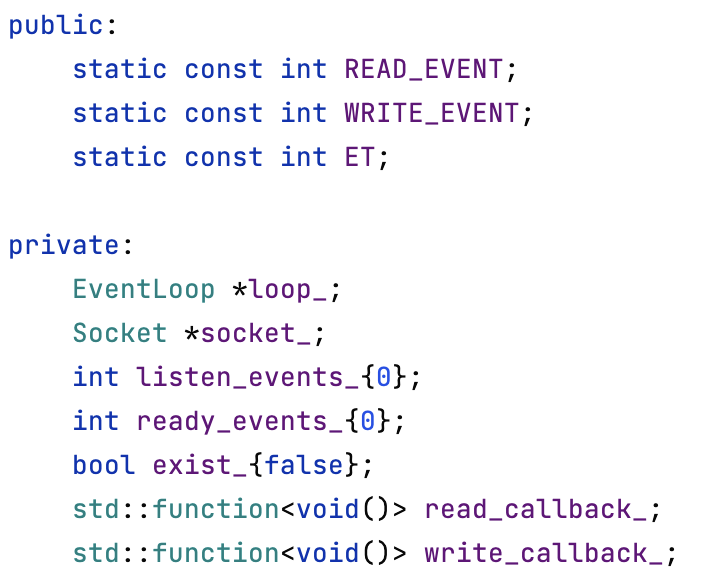 public:
    static const int READ_EVENT;
    static const int WRITE_EVENT;
    static const int ET;

private:
    EventLoop *loop_;
    Socket *socket_;
    int listen_events_{0};
    int ready_events_{0};
    bool exist_{false};
    std::function<void()> read_callback_;
    std::function<void()> write_callback_;